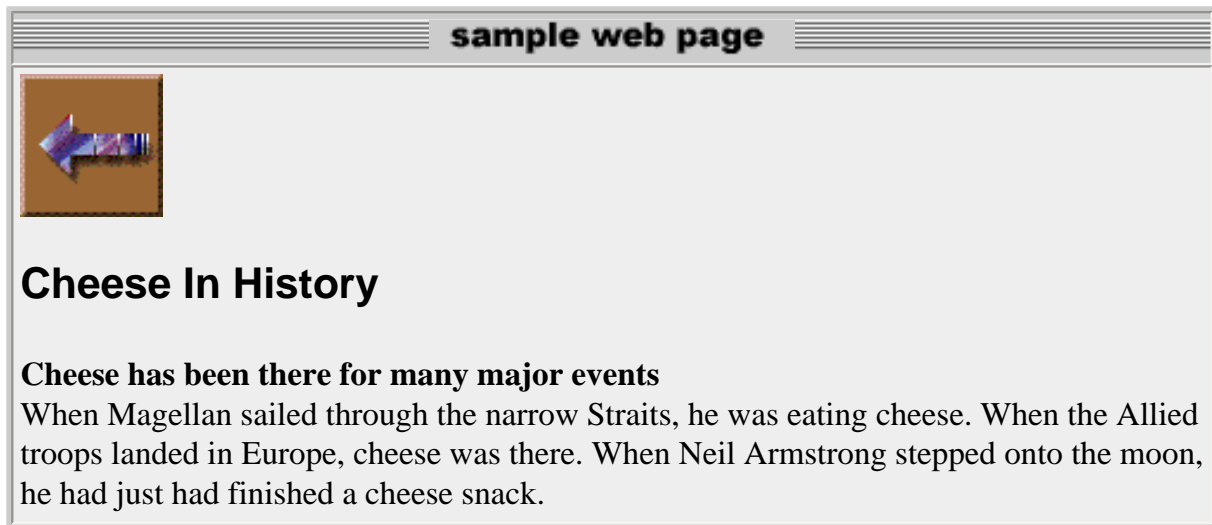 sample web page
Cheese In History
Cheese has been there for many major events
When Magellan sailed through the narrow Straits, he was eating cheese. When the Allied
troops landed in Europe, cheese was there. When Neil Armstrong stepped onto the moon,
he had just had finished a cheese snack.